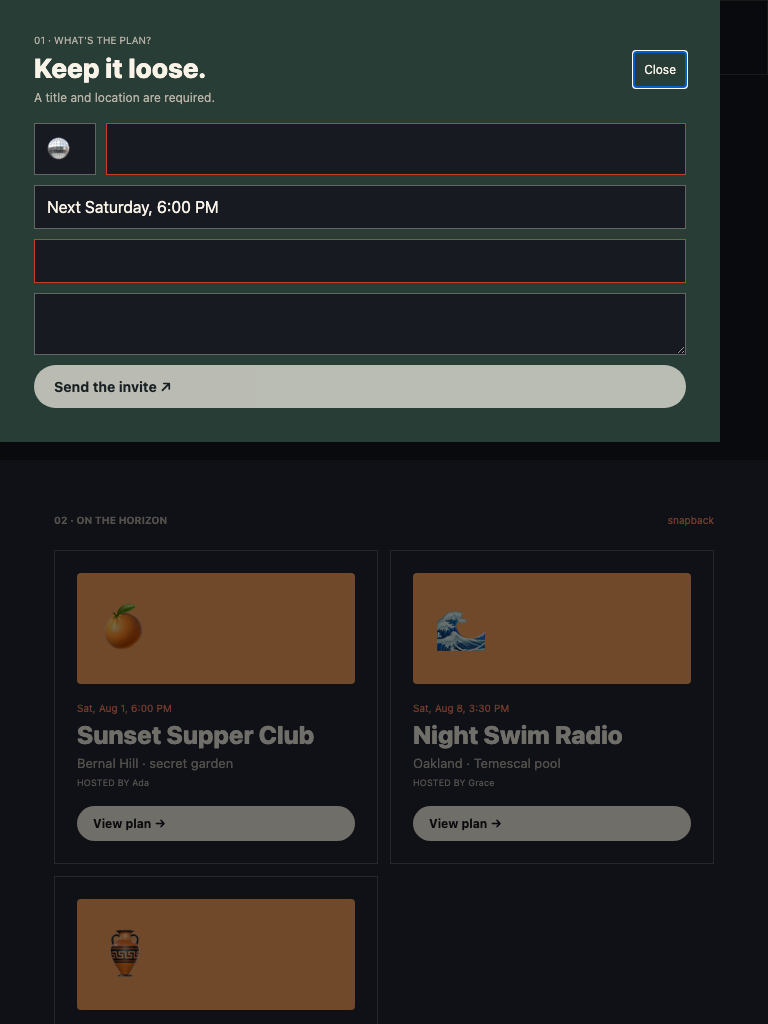 01 · WHAT'S THE PLAN?
Keep it loose.
A title and location are required.
Close
Next Saturday, 6:00 PM
Send the invite ↗
02 · ON THE HORIZON
snapback
Sat, Aug 1, 6:00 PM
Sunset Supper Club
Bernal Hill · secret garden
HOSTED BY Ada
View plan →
Sat, Aug 8, 3:30 PM
Night Swim Radio
Oakland · Temescal pool
HOSTED BY Grace
View plan →